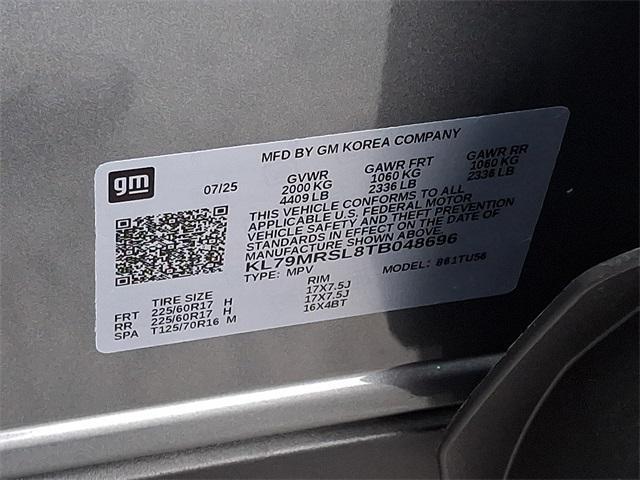 MFD BY GM KOREA COMPANY
gm 07/25
GVWR GAWR FRT GAWR RR
2000 KG 1060 KG 1060 KG
4409 LB 2336 LB 2336 LB
THIS VEHICLE CONFORMS TO ALL
APPLICABLE U.S. FEDERAL MOTOR
VEHICLE SAFETY AND THEFT PREVENTION
STANDARDS IN EFFECT ON THE DATE OF
MANUFACTURE SHOWN ABOVE.
KL79MRSL8TB048696
TYPE: MPV MODEL: 861TU56
TIRE SIZE RIM
FRT 225/60R17 H 17X7.5J
RR 225/60R17 H 17X7.5J
SPA T125/70R16 M 16X4BT